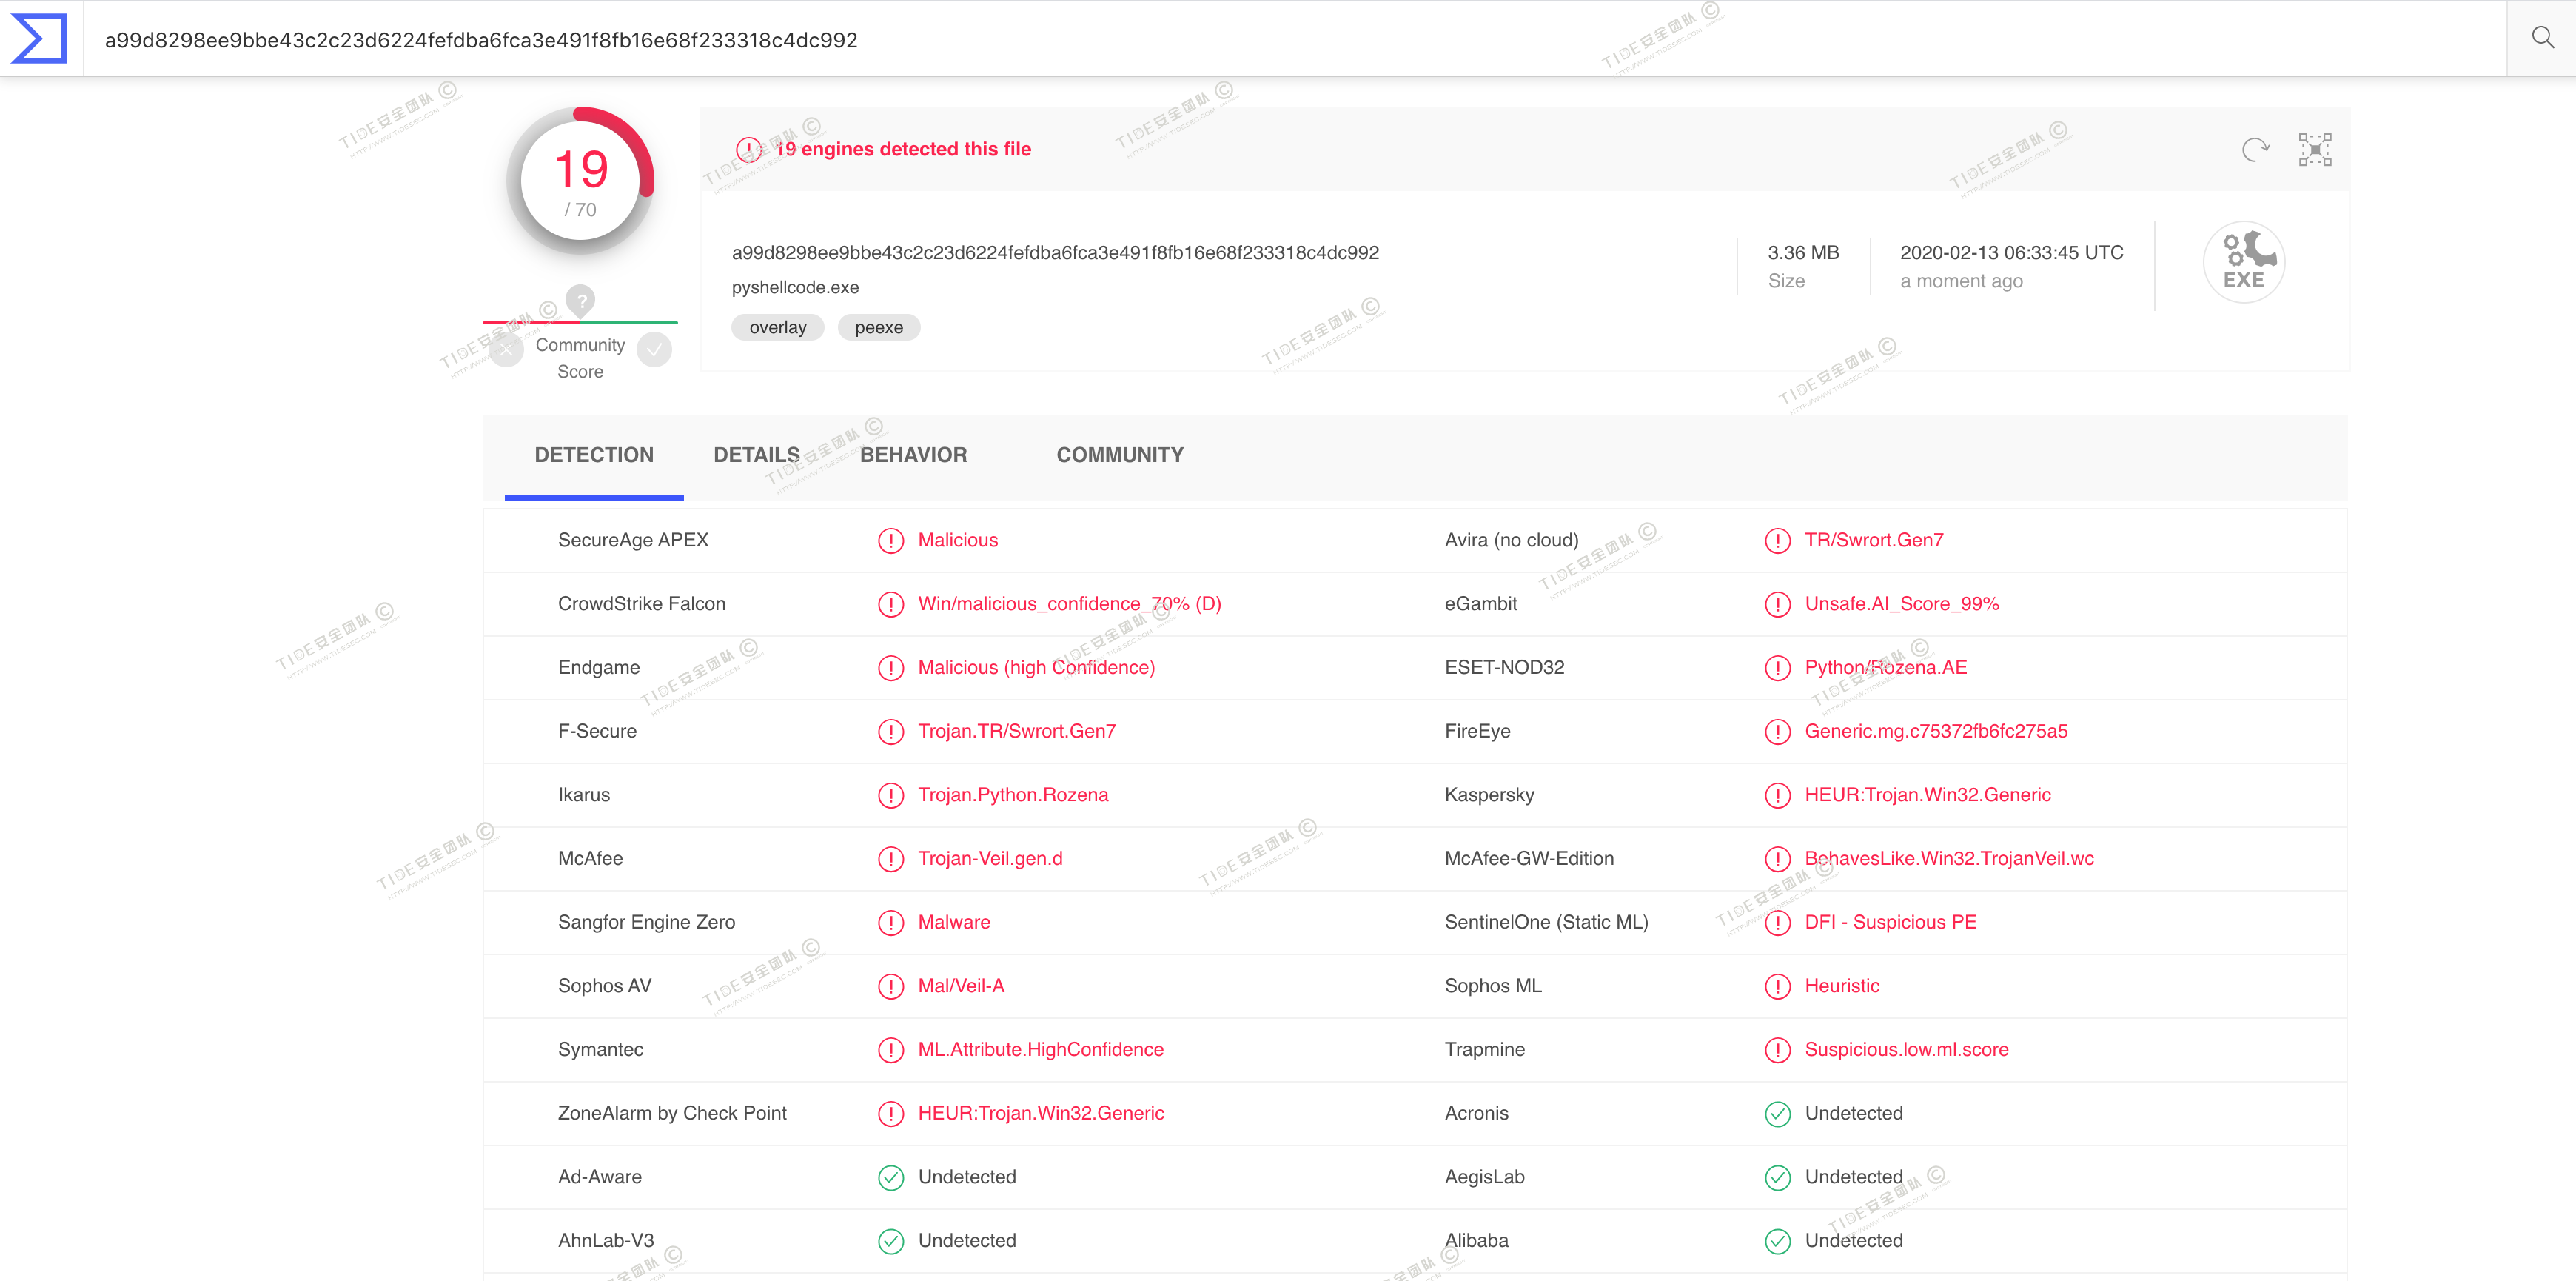 a99d8298ee9bbe43c2c23d6224fefdba6fca3e491f8fb16e68f233318c4dc992
19
/ 70
19 engines detected this file
a99d8298ee9bbe43c2c23d6224fefdba6fca3e491f8fb16e68f233318c4dc992
pyshellcode.exe
overlay peexe
3.36 MB
Size
2020-02-13 06:33:45 UTC
a moment ago
EXE
?
Community
Score
DETECTION DETAILS BEHAVIOR COMMUNITY
SecureAge APEX Malicious Avira (no cloud) TR/Swrort.Gen7
CrowdStrike Falcon Win/malicious_confidence_70% (D) eGambit Unsafe.AI_Score_99%
Endgame Malicious (high Confidence) ESET-NOD32 Python/Rozena.AE
F-Secure Trojan.TR/Swrort.Gen7 FireEye Generic.mg.c75372fb6fc275a5
Ikarus Trojan.Python.Rozena Kaspersky HEUR:Trojan.Win32.Generic
McAfee Trojan-Veil.gen.d McAfee-GW-Edition BehavesLike.Win32.TrojanVeil.wc
Sangfor Engine Zero Malware SentinelOne (Static ML) DFI - Suspicious PE
Sophos AV Mal/Veil-A Sophos ML Heuristic
Symantec ML.Attribute.HighConfidence Trapmine Suspicious.low.ml.score
ZoneAlarm by Check Point HEUR:Trojan.Win32.Generic Acronis Undetected
Ad-Aware Undetected AegisLab Undetected
AhnLab-V3 Undetected Alibaba Undetected
TIDE安全团队 ©
HTTP://WWW.TIDESEC.COM